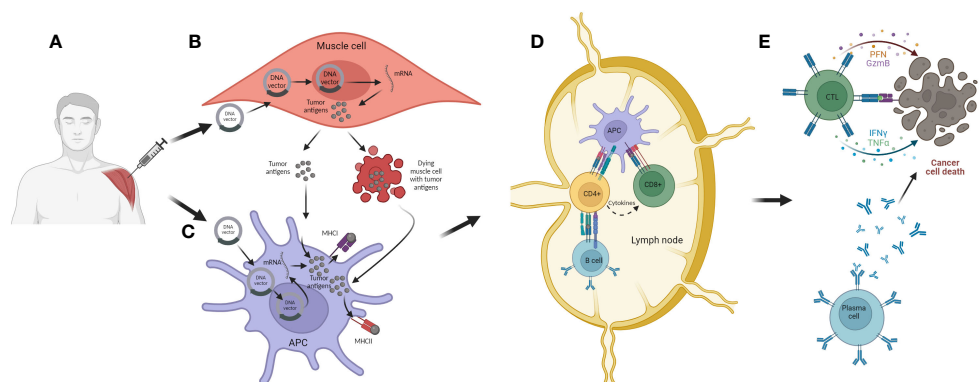 A
B
Muscle cell
DNA
vector
DNA
vector
mRNA
DNA
vector
Tumor
antigens
Tumor
antigens
Dying
muscle cell
with tumor
antigens
C
DNA
vector
mRNA
MHCI
Tumor
antigens
DNA
vector
DNA
vector
APC
MHCII
D
APC
CD4+
CD8+
Cytokines
Lymph node
B cell
E
PFN
GzmB
CTL
IFNγ
TNFα
Cancer
cell death
Plasma
cell